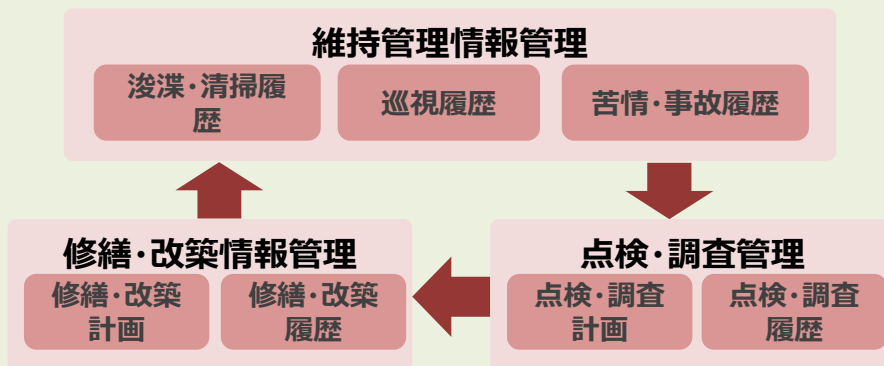 維持管理情報管理
浚渫・清掃履
歴
巡視履歴
苦情・事故履歴
修繕・改築情報管理
修繕・改築
計画
修繕・改築
履歴
点検・調査管理
点検・調査
計画
点検・調査
履歴